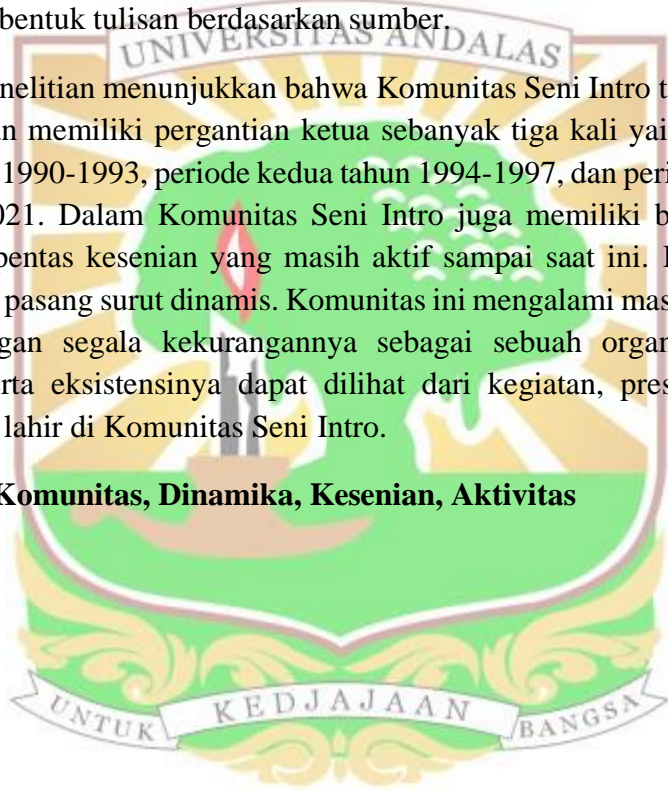 bentuk tulisan berdasarkan sumber.
UNIVERSITAS ANDALAS
nelitian menunjukkan bahwa Komunitas Seni Intro t
n memiliki pergantian ketua sebanyak tiga kali yai
1990-1993, periode kedua tahun 1994-1997, dan peri
021. Dalam Komunitas Seni Intro juga memiliki b
pentas kesenian yang masih aktif sampai saat ini.
pasang surut dinamis. Komunitas ini mengalami mas
gan segala kekurangannya sebagai sebuah organ
rta eksistensinya dapat dilihat dari kegiatan, pres
lahir di Komunitas Seni Intro.
Komunitas, Dinamika, Kesenian, Aktivitas
UNTUK KEDJAJAAN BANGSA